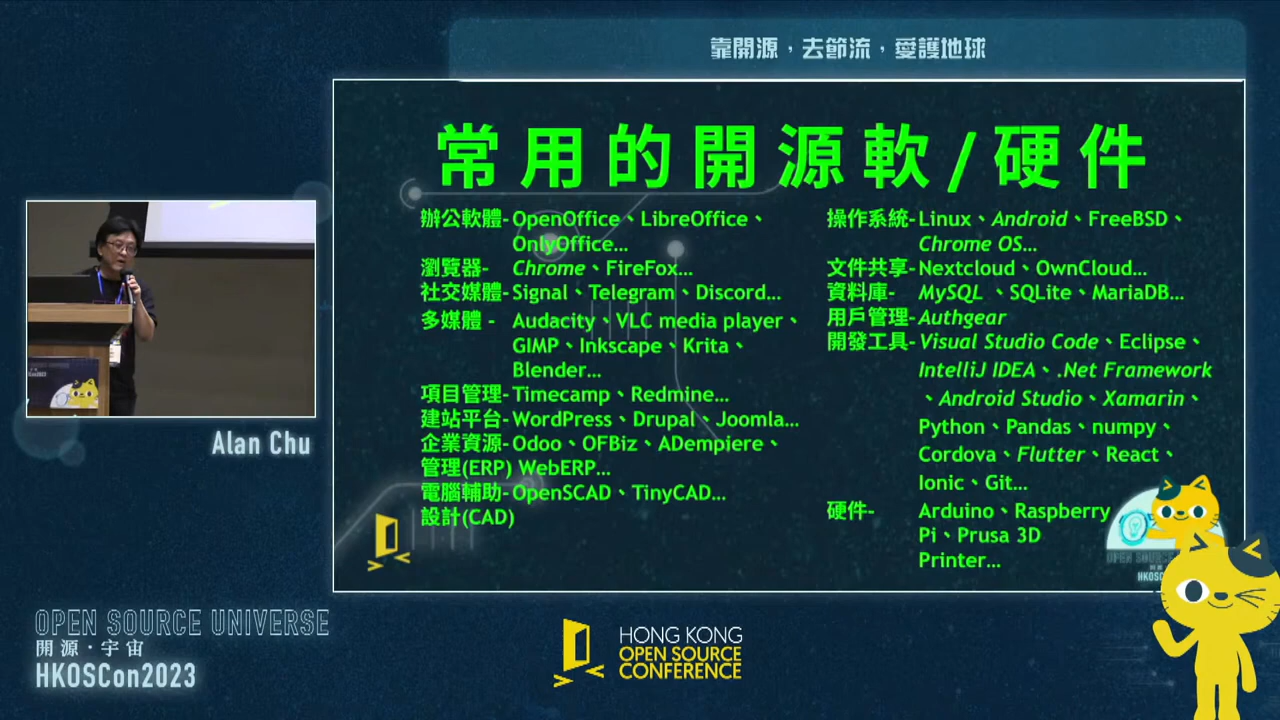 靠開源，去節流，愛護地球
常用的開源軟/硬件
辦公軟體- OpenOffice、LibreOffice、
OnlyOffice...
瀏覽器- Chrome、FireFox...
社交媒體- Signal、Telegram、Discord...
多媒體 - Audacity、VLC media player、
GIMP、Inkscape、Krita、
Blender...
項目管理- Timecamp、Redmine...
建站平台- WordPress、Drupal、Joomla...
企業資源- Odoo、OFBiz、ADempiere、
管理(ERP) WebERP...
電腦輔助- OpenSCAD、TinyCAD...
設計(CAD)
操作系統- Linux、Android、FreeBSD、
Chrome OS...
文件共享- Nextcloud、OwnCloud...
資料庫- MySQL 、SQLite、MariaDB...
用戶管理- Authgear
開發工具- Visual Studio Code、Eclipse、
IntelliJ IDEA、.Net Framework
、Android Studio、Xamarin、
Python、Pandas、numpy、
Cordova、Flutter、React、
Ionic、Git...
硬件- Arduino、Raspberry
Pi、Prusa 3D
Printer...
OPEN SOURCE
HKOSC
Alan Chu
OPEN SOURCE UNIVERSE
開源·宇宙
HKOSCon2023
HONG KONG
OPEN SOURCE
CONFERENCE